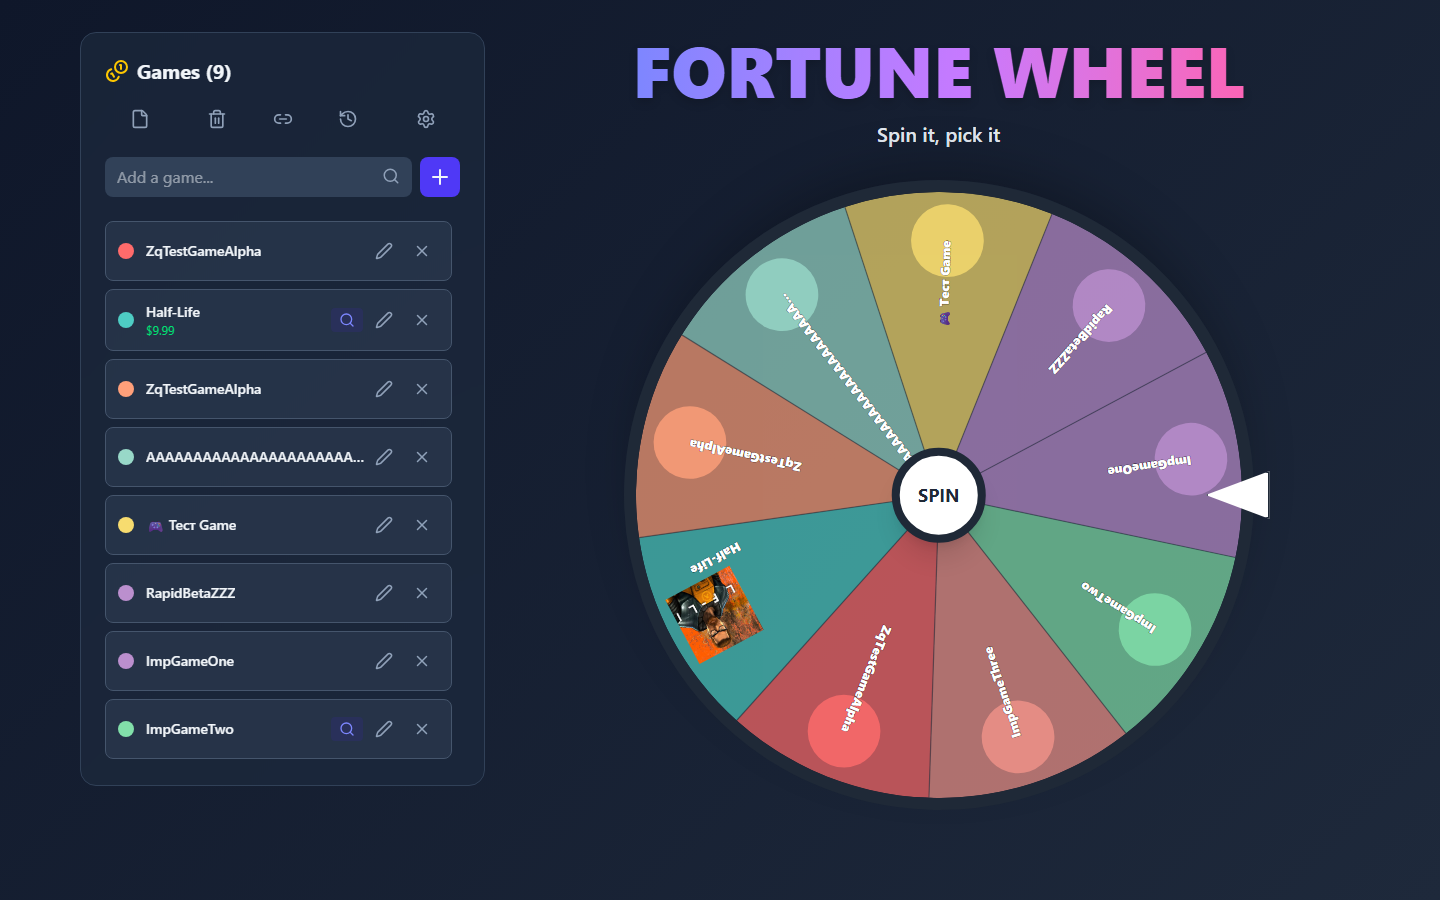 Games (9)
Add a game...
ZqTestGameAlpha
Half-Life
$9.99
ZqTestGameAlpha
AAAAAAAAAAAAAAAAAAAAAA...
🎮 Тест Game
RapidBetaZZZ
ImpGameOne
ImpGameTwo
FORTUNE WHEEL
Spin it, pick it
🎮 Тест Game
RapidBetaZZZ
ImpGameOne
ImpGameTwo
ImpGameThree
ZqTestGameAlpha
Half-Life
ZqTestGameAlpha
SPIN